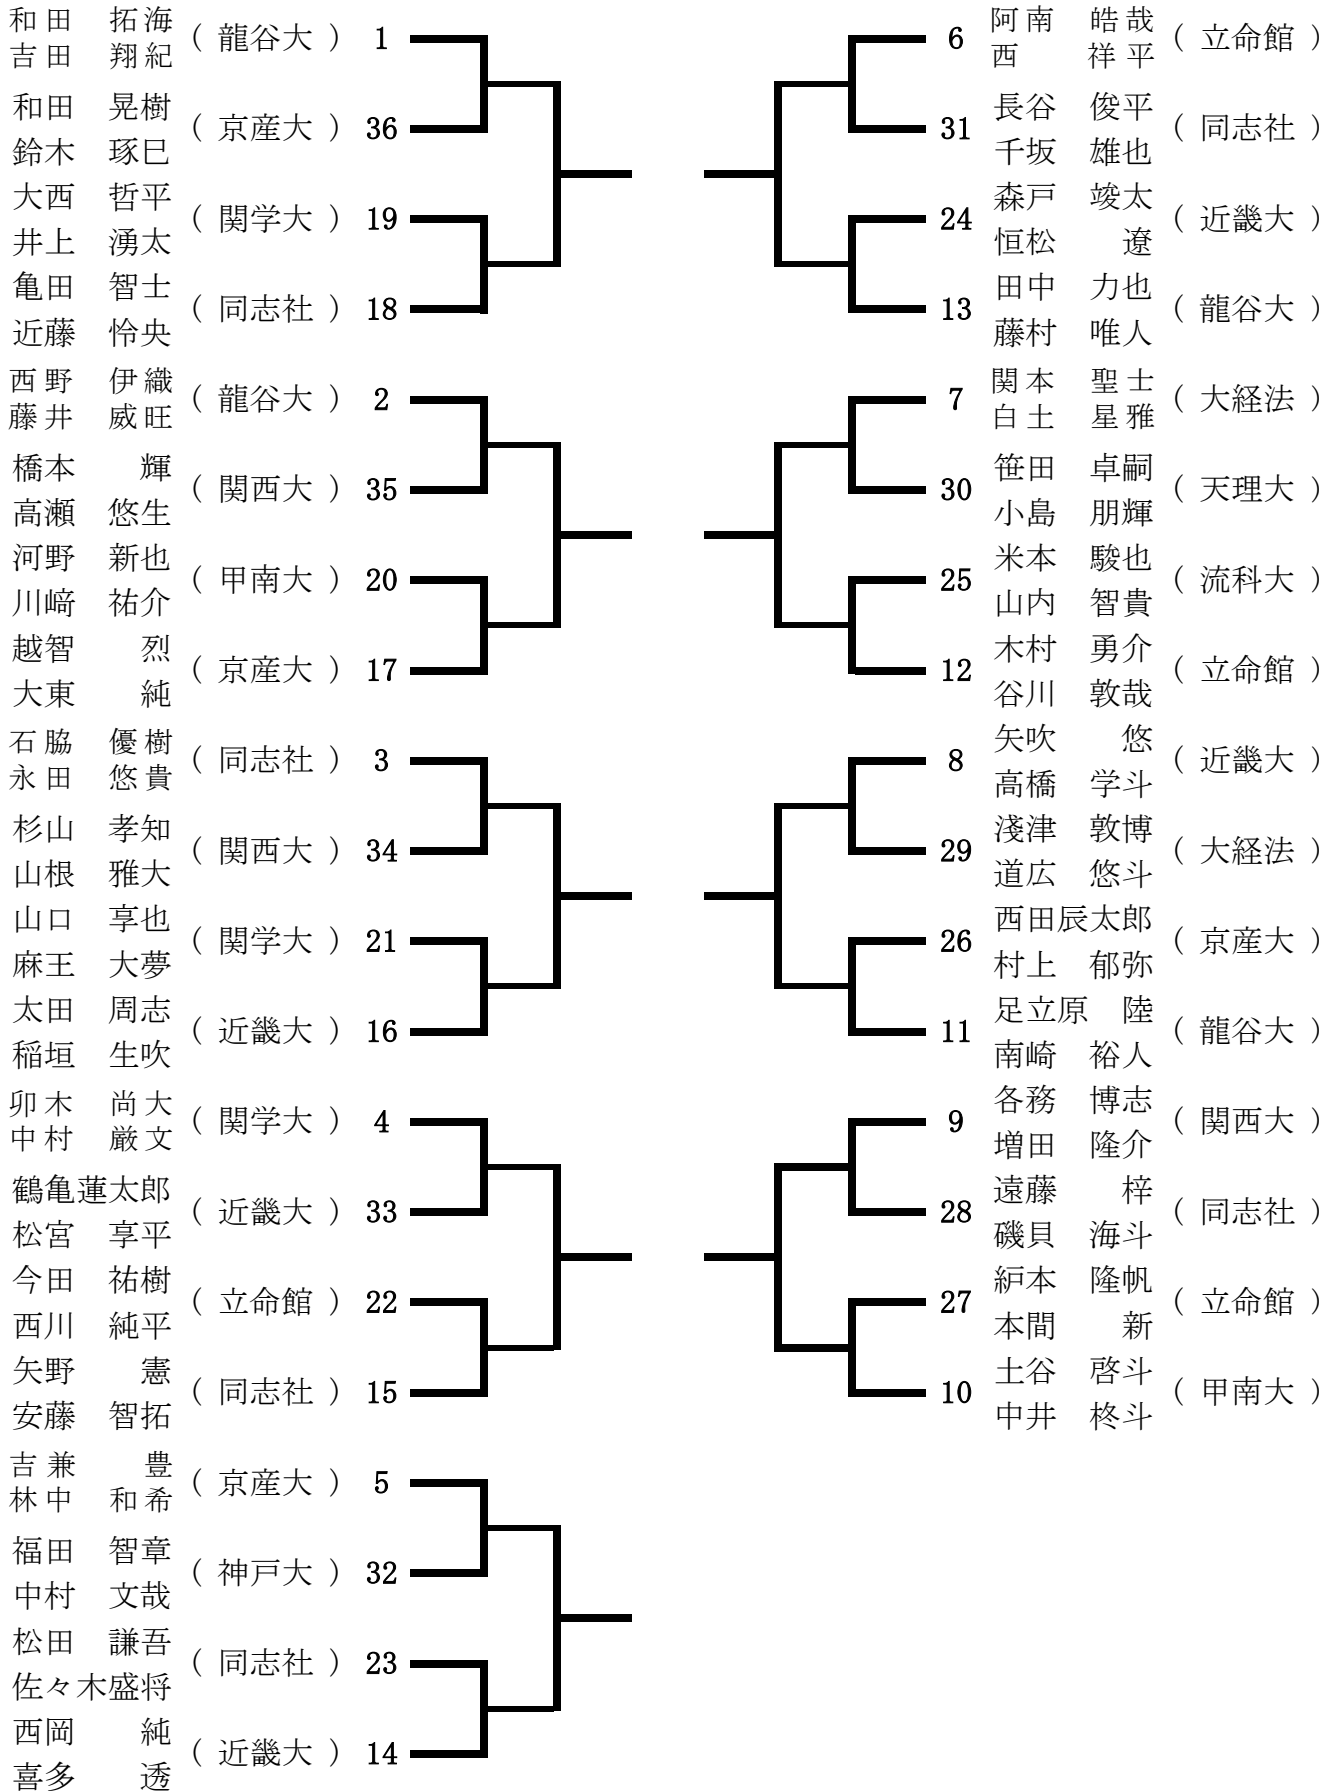 和田　拓海
（龍谷大） 1
吉田　翔紀
和田　晃樹
（京産大） 36
鈴木　琢巳
大西　哲平
（関学大） 19
井上　湧太
亀田　智士
（同志社） 18
近藤　怜央
西野　伊織
（龍谷大） 2
藤井　威旺
橋本　　輝
（関西大） 35
高瀬　悠生
河野　新也
（甲南大） 20
川﨑　祐介
越智　　烈
（京産大） 17
大東　　純
石脇　優樹
（同志社） 3
永田　悠貴
杉山　孝知
（関西大） 34
山根　雅大
山口　享也
（関学大） 21
麻王　大夢
太田　周志
（近畿大） 16
稲垣　生吹
卯木　尚大
（関学大） 4
中村　厳文
鶴亀蓮太郎
（近畿大） 33
松宮　享平
今田　祐樹
（立命館） 22
西川　純平
矢野　　憲
（同志社） 15
安藤　智拓
吉兼　　豊
（京産大） 5
林中　和希
福田　智章
（神戸大） 32
中村　文哉
松田　謙吾
（同志社） 23
佐々木盛将
西岡　　純
（近畿大） 14
喜多　　透
阿南　皓哉
6 （立命館）
西　　祥平
長谷　俊平
31 （同志社）
千坂　雄也
森戸　竣太
24 （近畿大）
恒松　　遼
田中　力也
13 （龍谷大）
藤村　唯人
関本　聖士
7 （大経法）
白土　星雅
笹田　卓嗣
30 （天理大）
小島　朋輝
米本　駿也
25 （流科大）
山内　智貴
木村　勇介
12 （立命館）
谷川　敦哉
矢吹　　悠
8 （近畿大）
高橋　学斗
淺津　敦博
29 （大経法）
道広　悠斗
西田辰太郎
26 （京産大）
村上　郁弥
足立原　陸
11 （龍谷大）
南崎　裕人
各務　博志
9 （関西大）
増田　隆介
遠藤　　梓
28 （同志社）
磯貝　海斗
絽本　隆帆
27 （立命館）
本間　　新
土谷　啓斗
10 （甲南大）
中井　柊斗